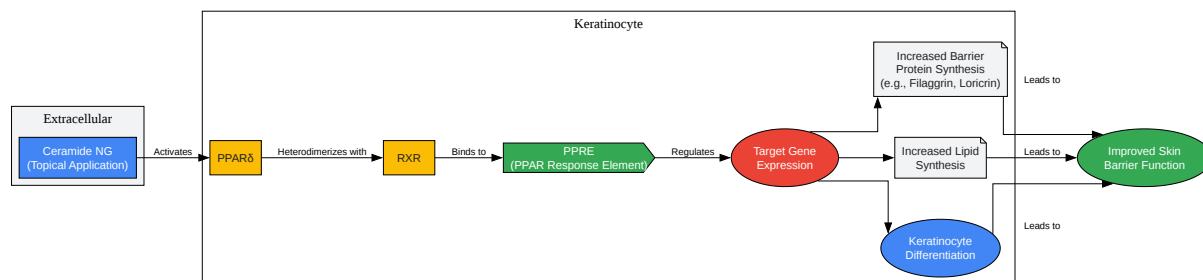 Keratinocyte
Extracellular
Ceramide NG
(Topical Application)
Activates
PPARδ
Heterodimerizes with
RXR
Binds to
PPRE
(PPAR Response Element)
Regulates
Target Gene
Expression
Increased Barrier
Protein Synthesis
(e.g., Filaggrin, Loricrin)
Leads to
Increased Lipid
Synthesis
Leads to
Keratinocyte
Differentiation
Leads to
Improved Skin
Barrier Function